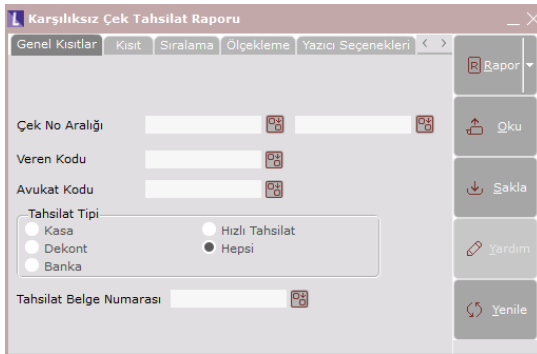 Karşılıksız Çek Tahsilat Raporu
Genel Kısıtlar Kısıt Sıralama Ölçekleme Yazıcı Seçenekleri
Rapor
Çek No Aralığı
Oku
Veren Kodu
Avukat Kodu
Sakla
Tahsilat Tipi
Kasa Hızlı Tahsilat
Dekont Hepsi
Yardım
Banka
Tahsilat Belge Numarası
Yenile